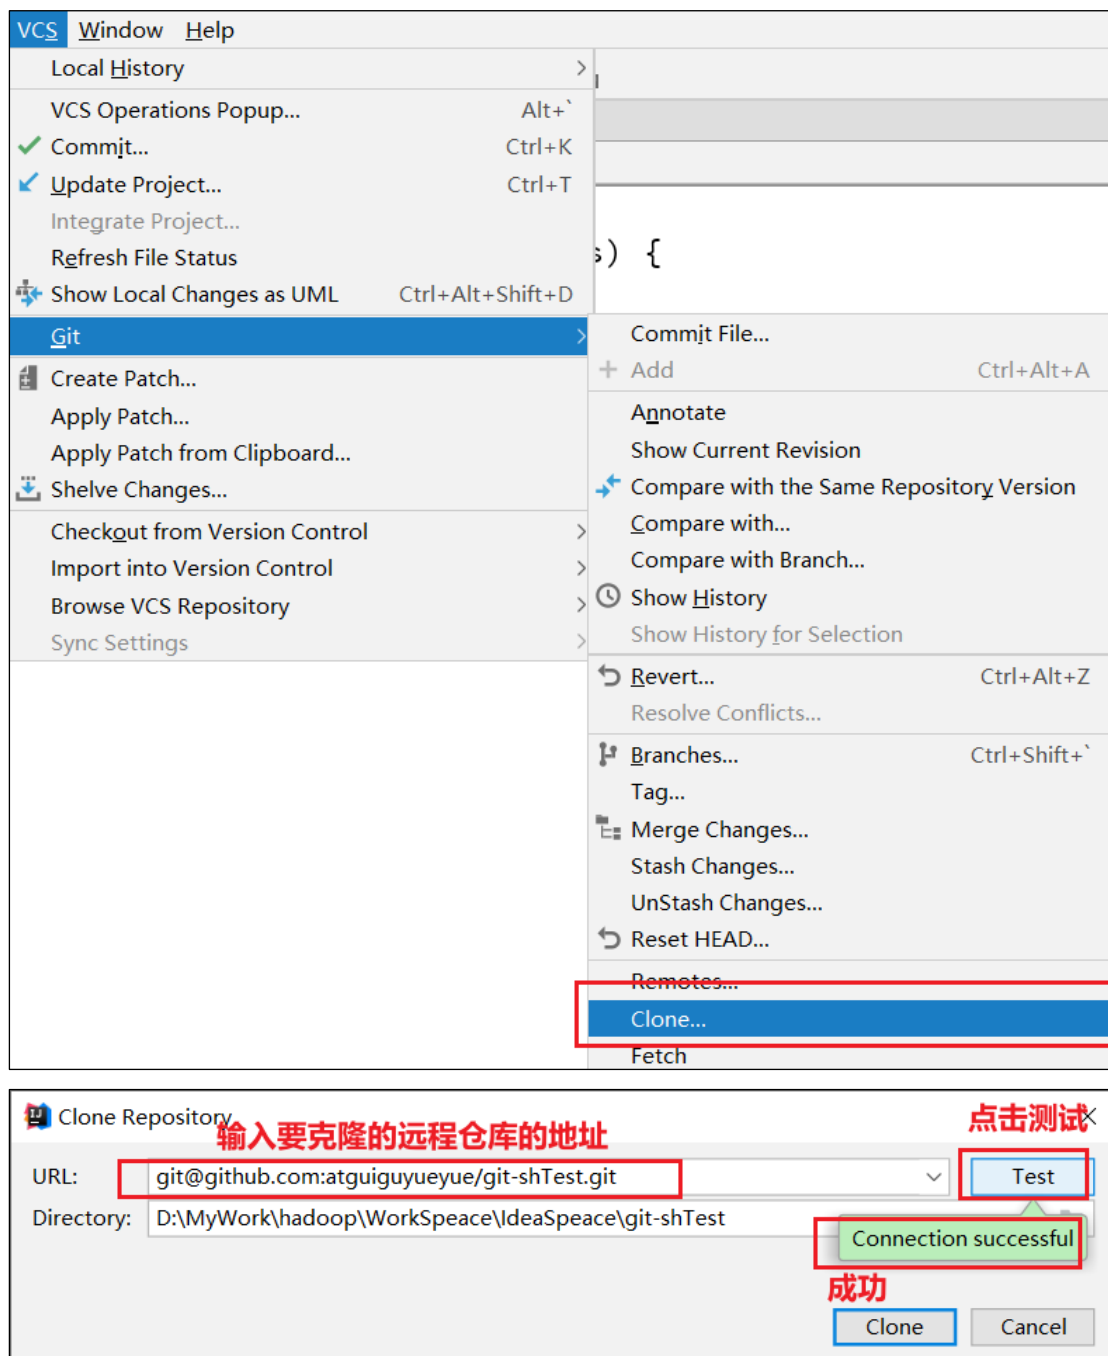 VCS Window Help
Local History
VCS Operations Popup... Alt+`
Commit... Ctrl+K
Update Project... Ctrl+T
Integrate Project...
Refresh File Status
s) {
Show Local Changes as UML Ctrl+Alt+Shift+D
Git
Create Patch...
Apply Patch...
Apply Patch from Clipboard...
Shelve Changes...
Checkout from Version Control
Import into Version Control
Browse VCS Repository
Sync Settings
Commit File...
Add Ctrl+Alt+A
Annotate
Show Current Revision
Compare with the Same Repository Version
Compare with...
Compare with Branch...
Show History
Show History for Selection
Revert... Ctrl+Alt+Z
Resolve Conflicts...
Branches... Ctrl+Shift+`
Tag...
Merge Changes...
Stash Changes...
UnStash Changes...
Reset HEAD...
Remotes...
Clone...
Fetch
Clone Repository
输入要克隆的远程仓库的地址
点击测试
URL: git@github.com:atguiguyueyue/git-shTest.git Test
Directory: D:\MyWork\hadoop\WorkSpeace\IdeaSpeace\git-shTest
Connection successful
成功
Clone Cancel